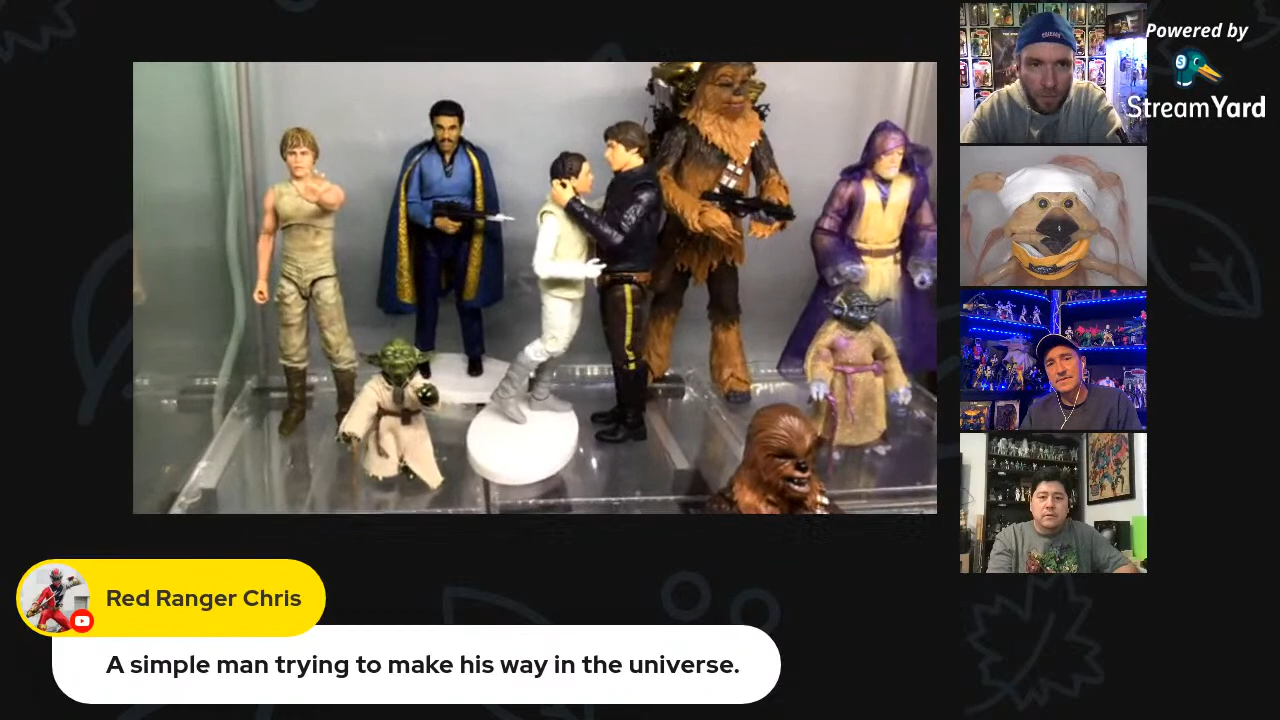 Powered by
StreamYard
Red Ranger Chris
A simple man trying to make his way in the universe.